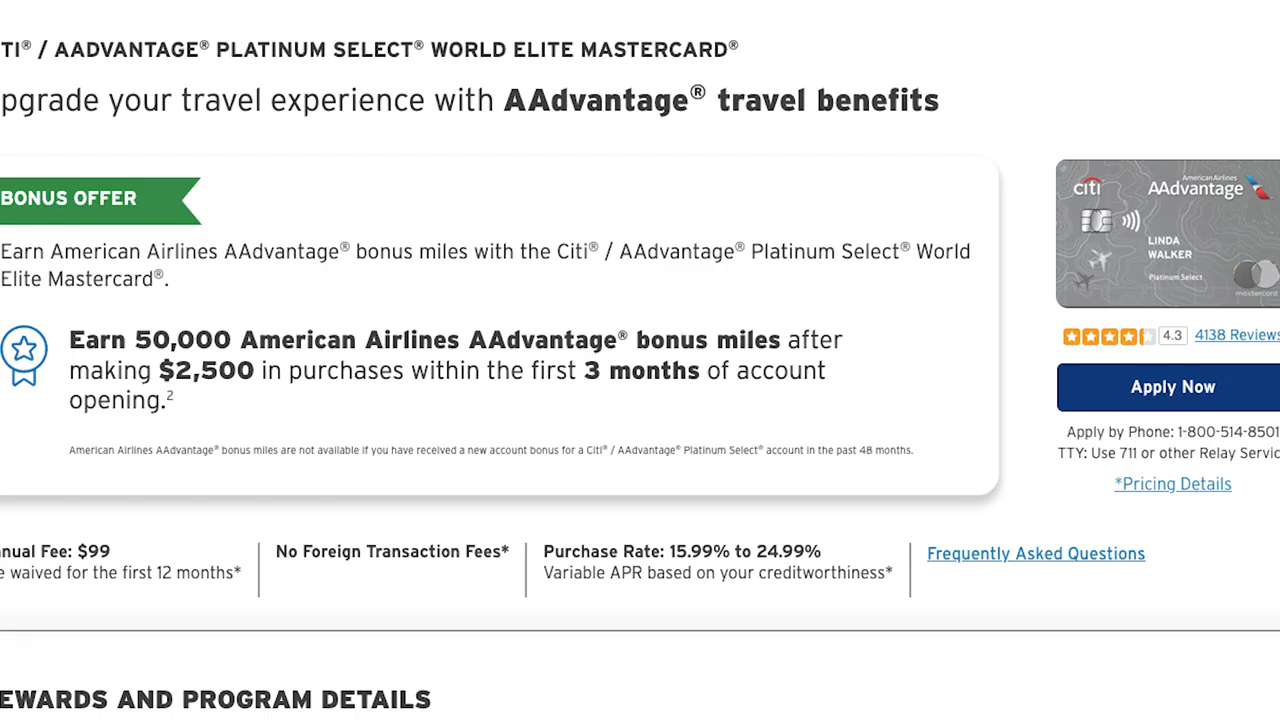 TI® / AADVANTAGE® PLATINUM SELECT® WORLD ELITE MASTERCARD®
pgrade your travel experience with AAdvantage® travel benefits
BONUS OFFER
Earn American Airlines AAdvantage® bonus miles with the Citi® / AAdvantage® Platinum Select® World
Elite Mastercard®.
Earn 50,000 American Airlines AAdvantage® bonus miles after
making $2,500 in purchases within the first 3 months of account
opening.2
American Airlines AAdvantage® bonus miles are not available if you have received a new account bonus for a Citi® / AAdvantage® Platinum Select® account in the past 48 months.
citi
American Airlines
AAdvantage
LINDA
WALKER
Platinum Select
mastercard
4.3 4138 Reviews
Apply Now
Apply by Phone: 1-800-514-8501
TTY: Use 711 or other Relay Servic
*Pricing Details
nnual Fee: $99
e waived for the first 12 months*
No Foreign Transaction Fees*
Purchase Rate: 15.99% to 24.99%
Variable APR based on your creditworthiness*
Frequently Asked Questions
EWARDS AND PROGRAM DETAILS